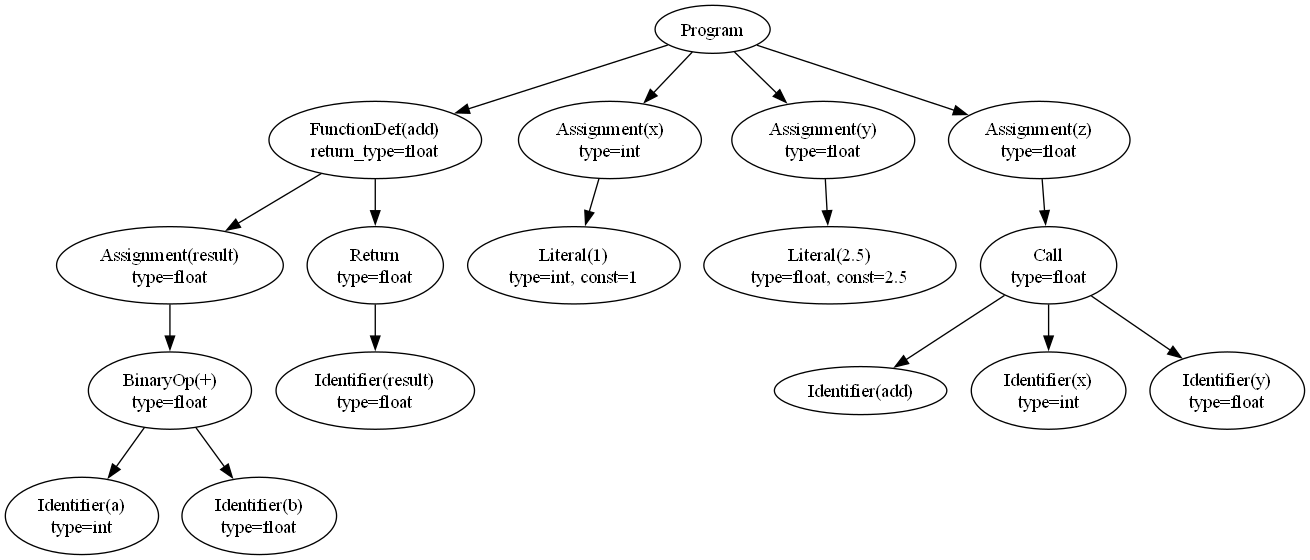 Program
FunctionDef(add)
return_type=float
Assignment(x)
type=int
Assignment(y)
type=float
Assignment(z)
type=float
Assignment(result)
type=float
Return
type=float
Literal(1)
type=int, const=1
Literal(2.5)
type=float, const=2.5
Call
type=float
BinaryOp(+)
type=float
Identifier(result)
type=float
Identifier(add)
Identifier(x)
type=int
Identifier(y)
type=float
Identifier(a)
type=int
Identifier(b)
type=float